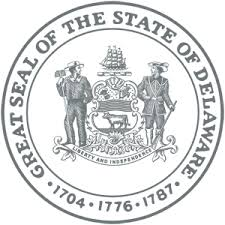 GREAT SEAL OF THE STATE OF DELAWARE.
LIBERTY AND INDEPENDENCE
· 1704 · 1776 · 1787 ·